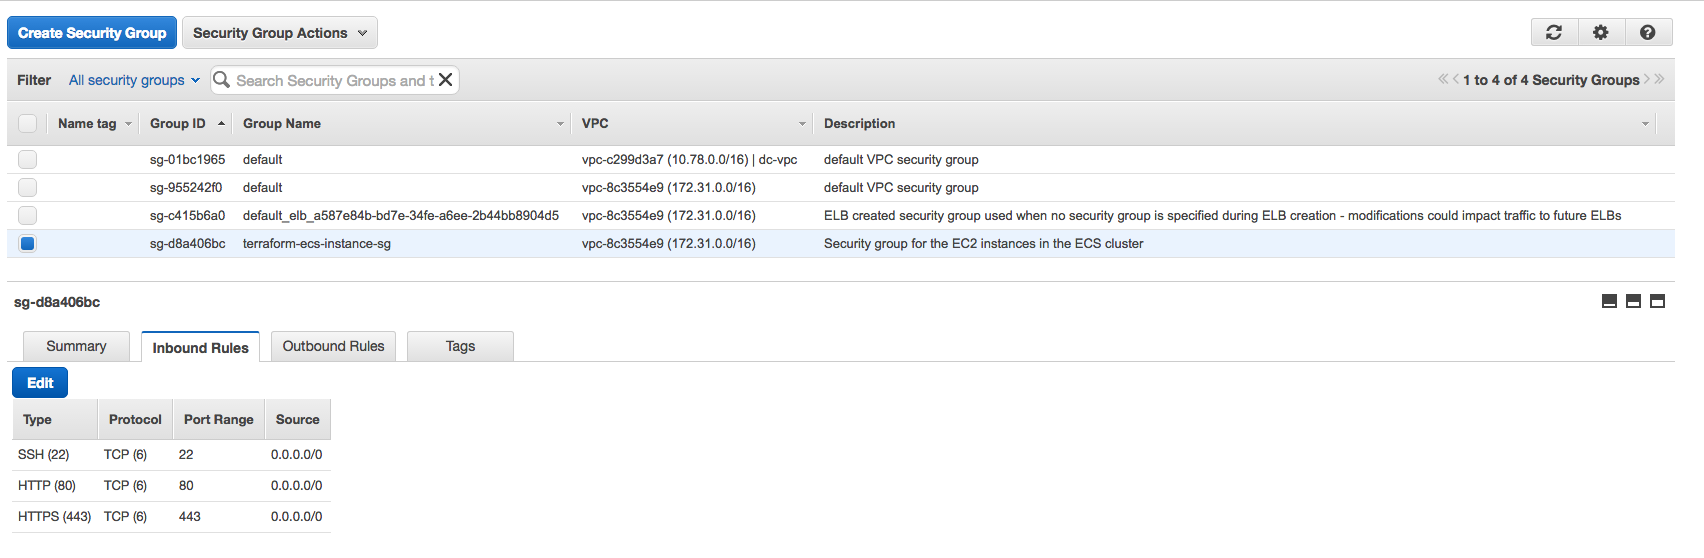 Create Security Group Security Group Actions
Filter All security groups Search Security Groups and t 1 to 4 of 4 Security Groups
Name tag Group ID Group Name VPC Description
sg-01bc1965 default vpc-c299d3a7 (10.78.0.0/16) | dc-vpc default VPC security group
sg-955242f0 default vpc-8c3554e9 (172.31.0.0/16) default VPC security group
sg-c415b6a0 default_elb_a587e84b-bd7e-34fe-a6ee-2b44bb8904d5 vpc-8c3554e9 (172.31.0.0/16) ELB created security group used when no security group is specified during ELB creation - modifications could impact traffic to future ELBs
sg-d8a406bc terraform-ecs-instance-sg vpc-8c3554e9 (172.31.0.0/16) Security group for the EC2 instances in the ECS cluster
sg-d8a406bc
Summary Inbound Rules Outbound Rules Tags
Edit
Type Protocol Port Range Source
SSH (22) TCP (6) 22 0.0.0.0/0
HTTP (80) TCP (6) 80 0.0.0.0/0
HTTPS (443) TCP (6) 443 0.0.0.0/0